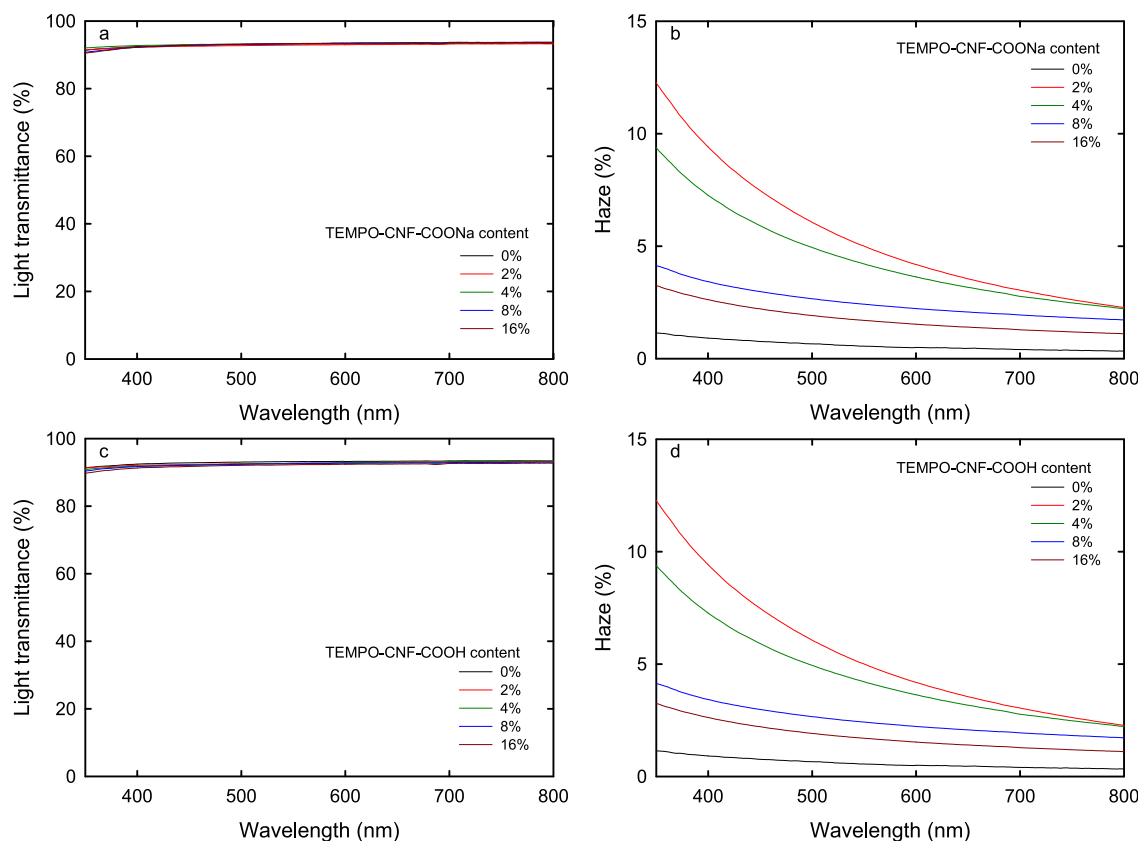 a
100
80
60
40
20
0
Light transmittance (%)
TEMPO-CNF-COONa content
0%
2%
4%
8%
16%
400 500 600 700 800
Wavelength (nm)
b
15
10
5
0
Haze (%)
TEMPO-CNF-COONa content
0%
2%
4%
8%
16%
400 500 600 700 800
Wavelength (nm)
c
100
80
60
40
20
0
Light transmittance (%)
TEMPO-CNF-COOH content
0%
2%
4%
8%
16%
400 500 600 700 800
Wavelength (nm)
d
15
10
5
0
Haze (%)
TEMPO-CNF-COOH content
0%
2%
4%
8%
16%
400 500 600 700 800
Wavelength (nm)